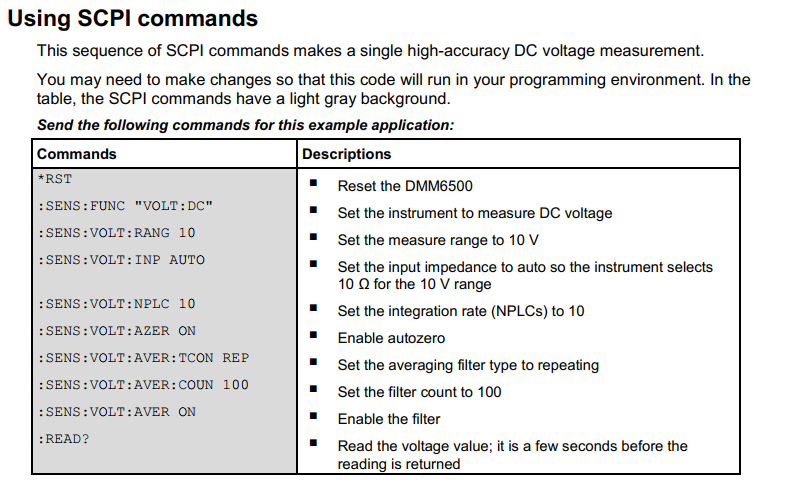 Using SCPI commands
This sequence of SCPI commands makes a single high-accuracy DC voltage measurement.
You may need to make changes so that this code will run in your programming environment. In the
table, the SCPI commands have a light gray background.
Send the following commands for this example application:
Commands Descriptions
*RST ▪ Reset the DMM6500
:SENS:FUNC "VOLT:DC" ▪ Set the instrument to measure DC voltage
:SENS:VOLT:RANG 10 ▪ Set the measure range to 10 V
:SENS:VOLT:INP AUTO ▪ Set the input impedance to auto so the instrument selects
10 Ω for the 10 V range
:SENS:VOLT:NPLC 10 ▪ Set the integration rate (NPLCs) to 10
:SENS:VOLT:AZER ON ▪ Enable autozero
:SENS:VOLT:AVER:TCON REP ▪ Set the averaging filter type to repeating
:SENS:VOLT:AVER:COUN 100 ▪ Set the filter count to 100
:SENS:VOLT:AVER ON ▪ Enable the filter
:READ? ▪ Read the voltage value; it is a few seconds before the
reading is returned